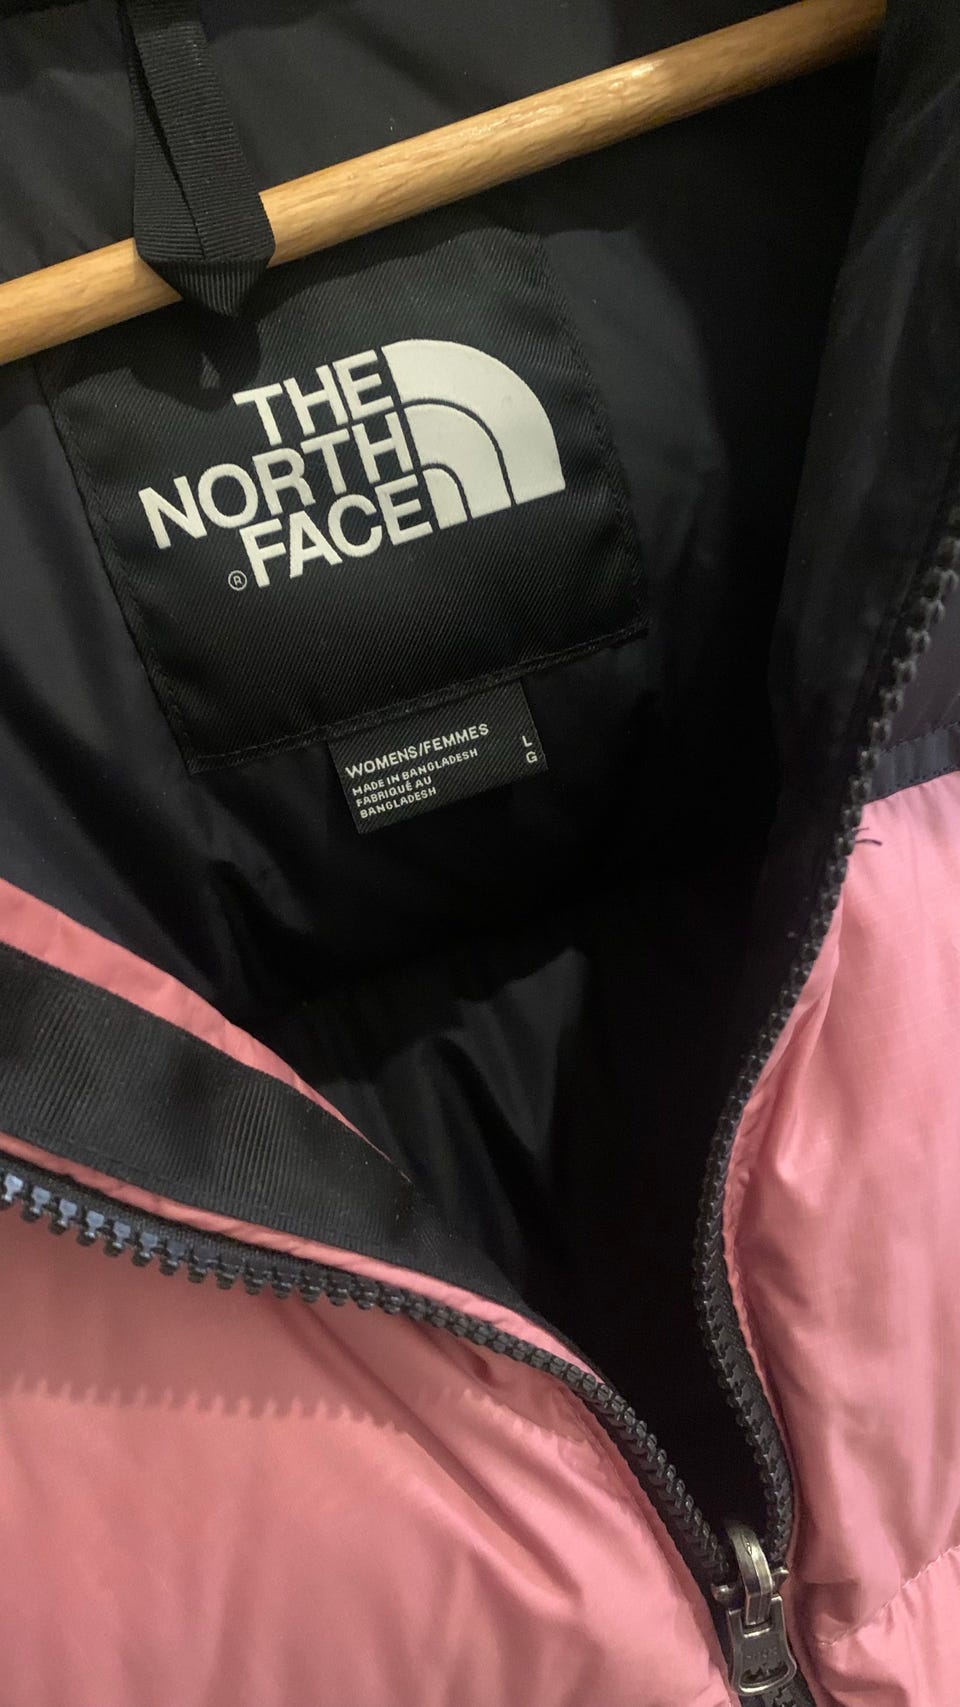 THE
NORTH
FACE
®
WOMENS/FEMMES L
MADE IN BANGLADESH G
FABRIQUÉ AU
BANGLADESH